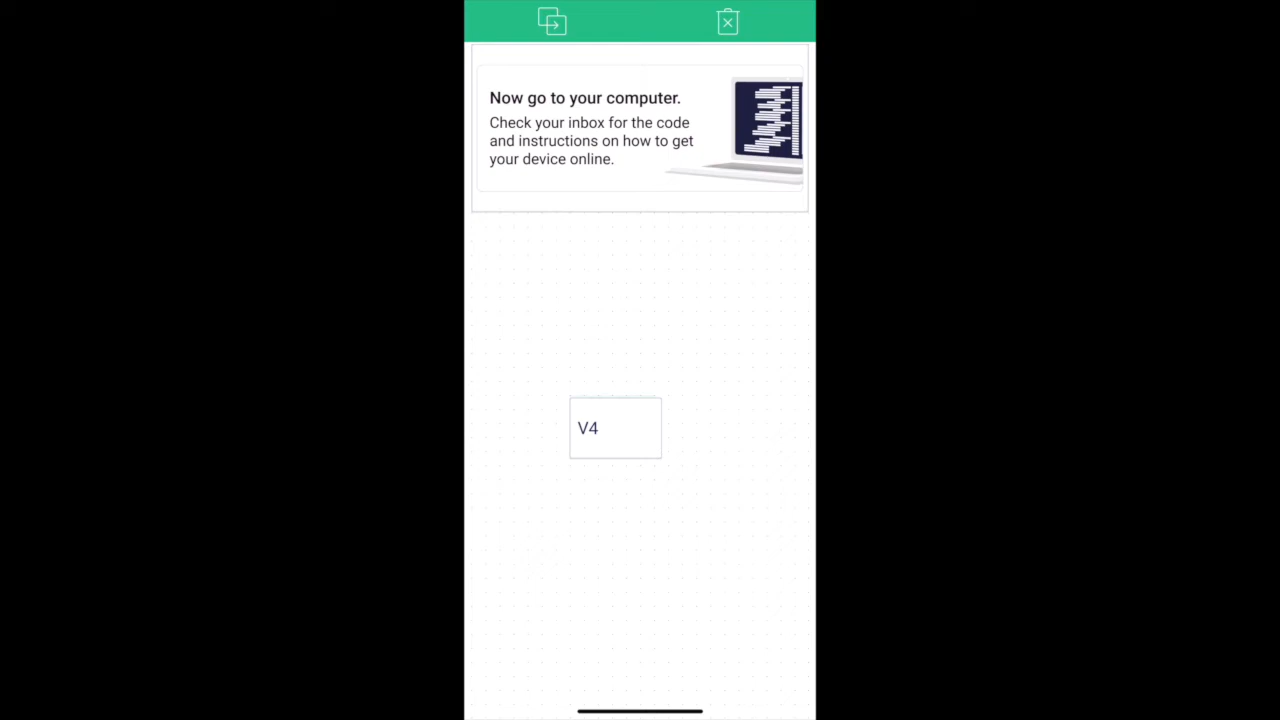 Now go to your computer.
Check your inbox for the code
and instructions on how to get
your device online.
V4